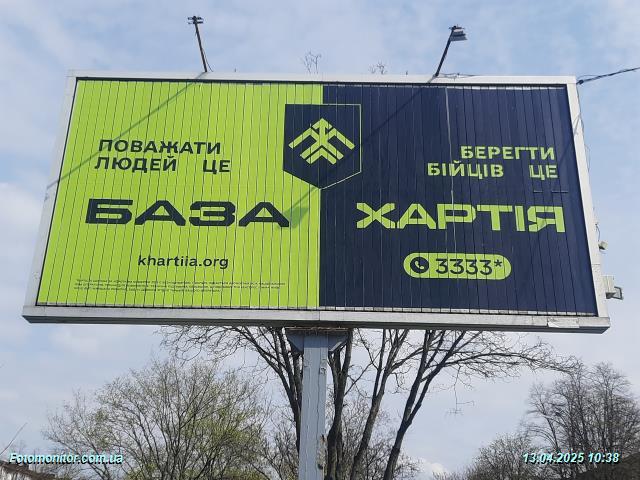 ПОВАЖАТИ
ЛЮДЕЙ ЦЕ
БАЗА
khartiia.org
БЕРЕГТИ
БІЙЦІВ ЦЕ
ХАРТІЯ
3333*
Fotomonitor.com.ua
13.04.2025 10:38